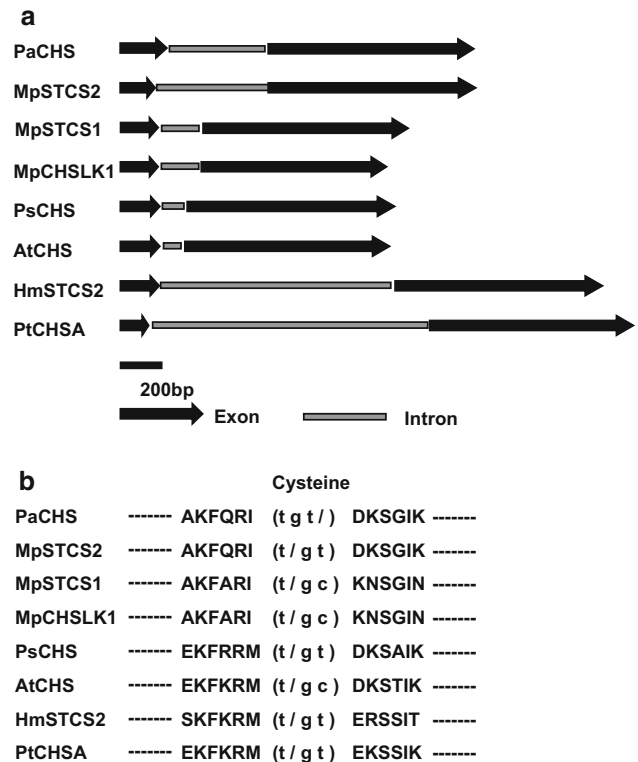 a
PaCHS
MpSTCS2
MpSTCS1
MpCHSLK1
PsCHS
AtCHS
HmSTCS2
PtCHSA
200bp
Exon Intron
b Cysteine
PaCHS ------- AKFQRI (t g t / ) DKSGIK -------
MpSTCS2 ------- AKFQRI (t / g t ) DKSGIK -------
MpSTCS1 ------- AKFARI (t / g c ) KNSGIN -------
MpCHSLK1 ------- AKFARI (t / g c ) KNSGIN -------
PsCHS ------- EKFRRM (t / g t ) DKSAIK -------
AtCHS ------- EKFKRM (t / g c ) DKSTIK -------
HmSTCS2 ------- SKFKRM (t / g t ) ERSSIT -------
PtCHSA ------- EKFKRM (t / g t ) EKSSIK -------